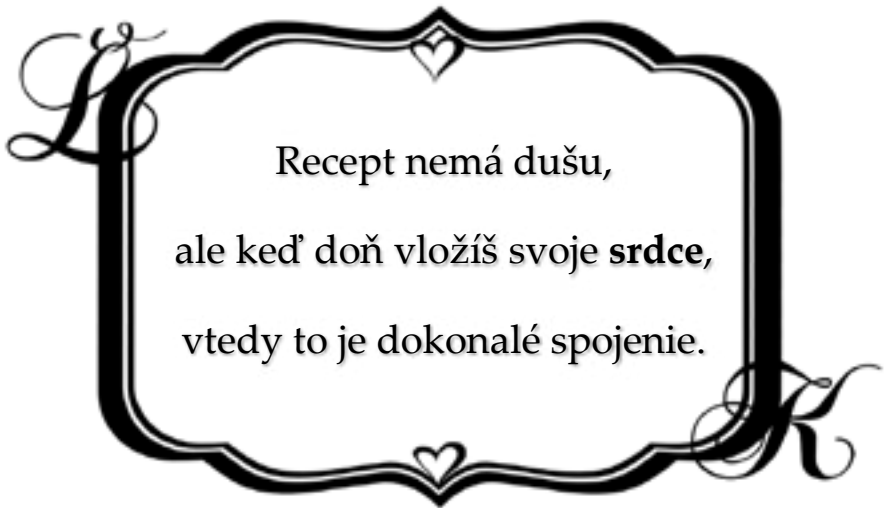 Recept nemá dušu,
ale keď doň vložíš svoje srdce,
vtedy to je dokonalé spojenie.
K